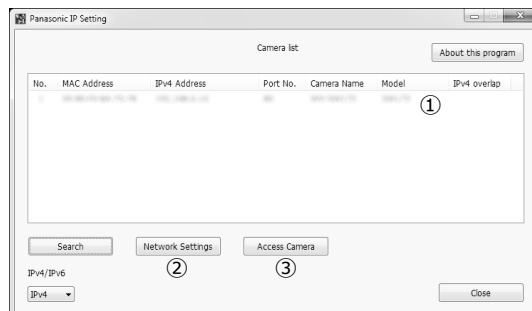 Panasonic IP Setting
Camera list
About this program
No. MAC Address IPv4 Address Port No. Camera Name Model IPv4 overlap
①
Search Network Settings Access Camera
② ③
IPv4/IPv6
IPv4 Close